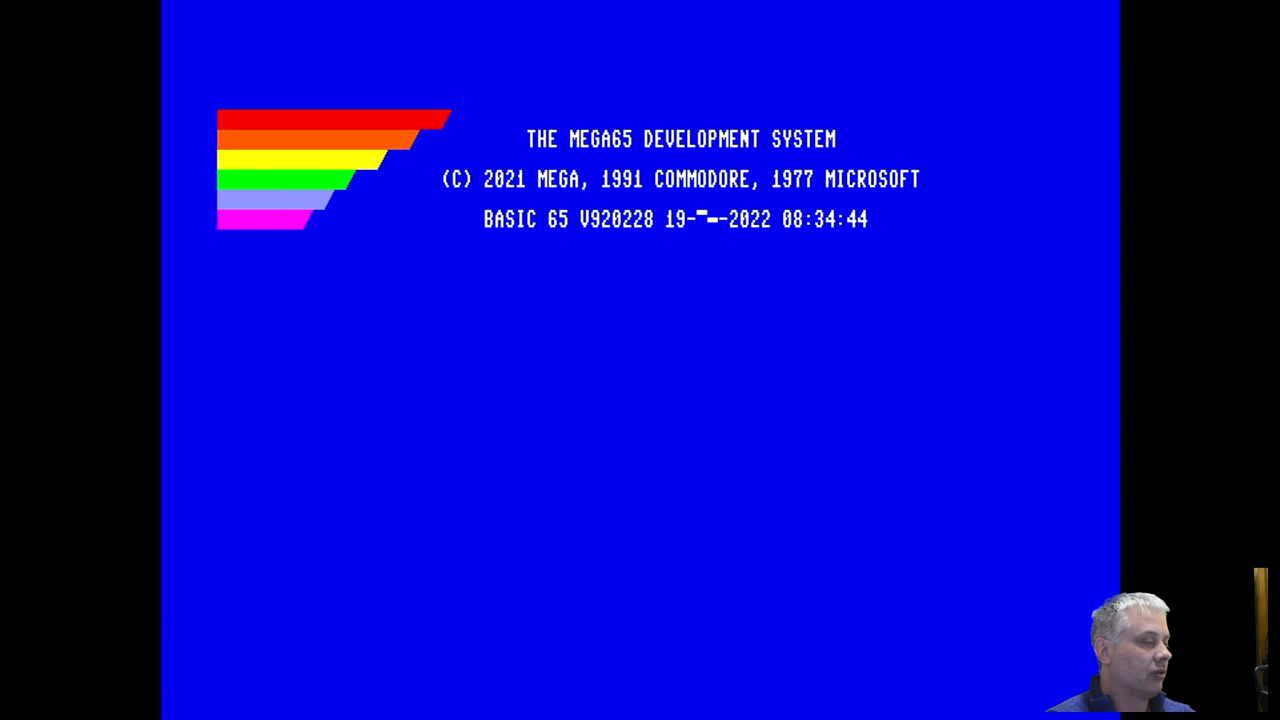 THE MEGA65 DEVELOPMENT SYSTEM
(C) 2021 MEGA, 1991 COMMODORE, 1977 MICROSOFT
BASIC 65 V920228 19-▀▄-2022 08:34:44